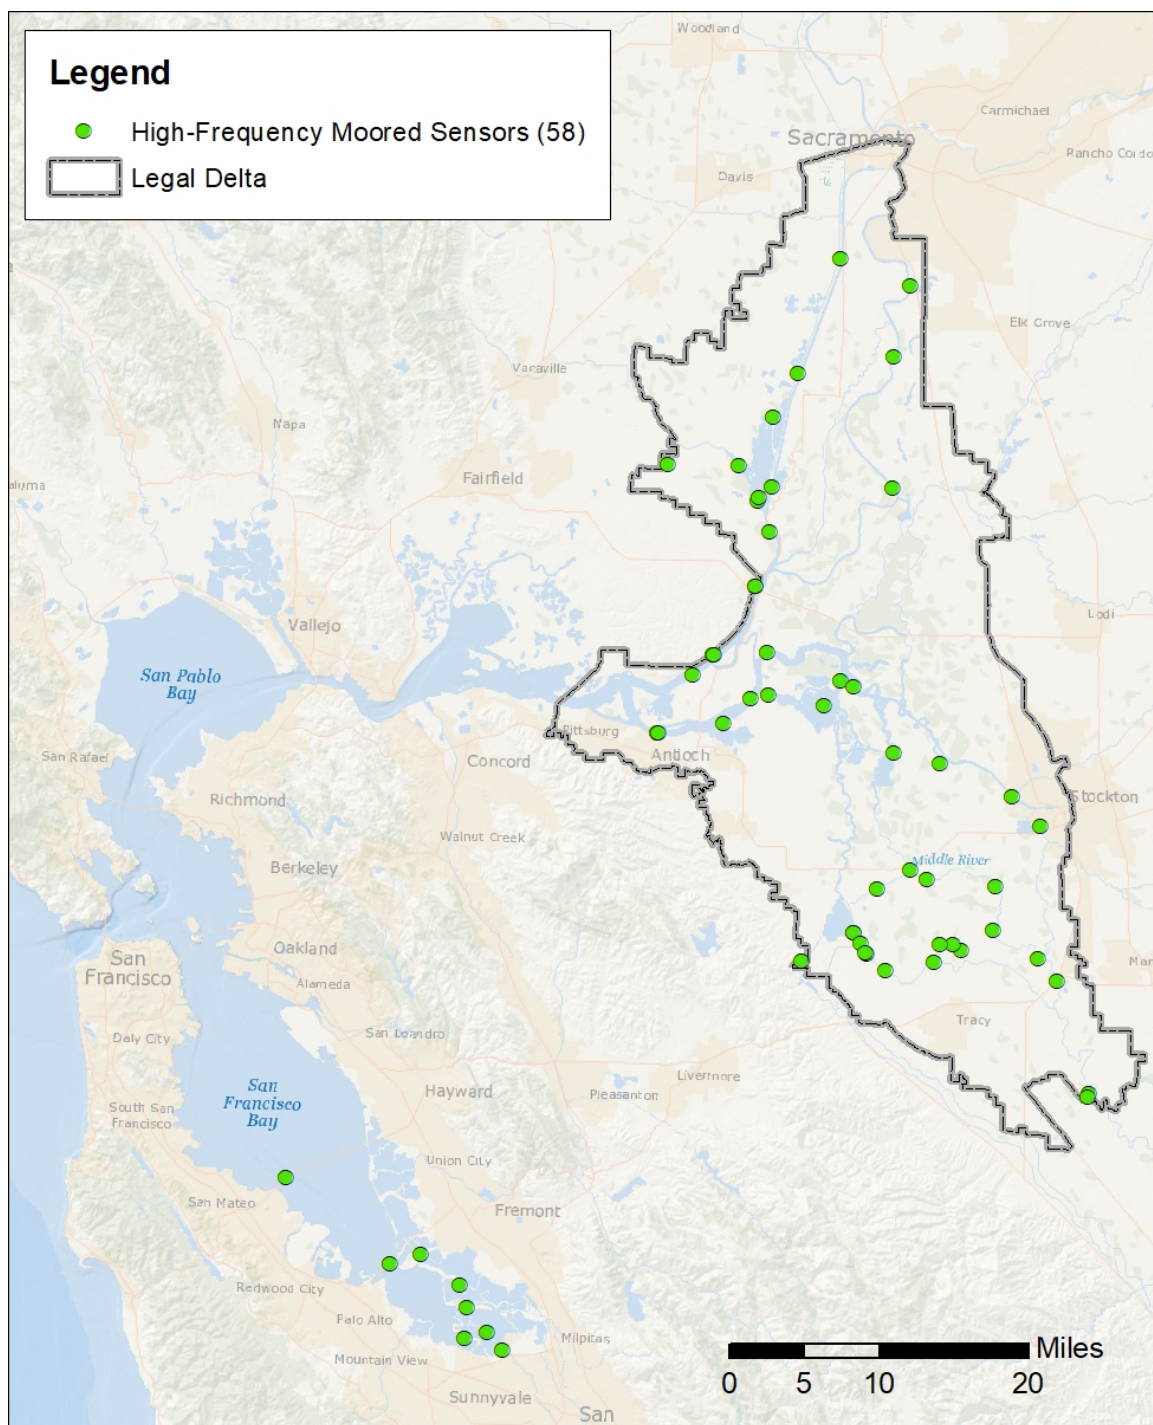 Woodland
Legend
High-Frequency Moored Sensors (58)
Legal Delta
Carmichael
Sacramento
Rancho Cordo
Davis
Elk Grove
Vacaville
Napa
Fairfield
aluma
Lodi
Vallejo
San Pablo
Bay
Pittsburg
San Rafael
Antioch
Concord
Richmond
Stockton
Walnut Creek
Berkeley
Middle River
Oakland
San
Francisco
Alameda
Man
Tracy
San Leandro
Daly City
Livermore
Hayward
Pleasanton
San
Francisco
Bay
South San
Francisco
Union City
San Mateo
Fremont
Redwood City
Palo Alto
Milpitas
Mountain View
Miles
0 5 10 20
Sunnyvale
San